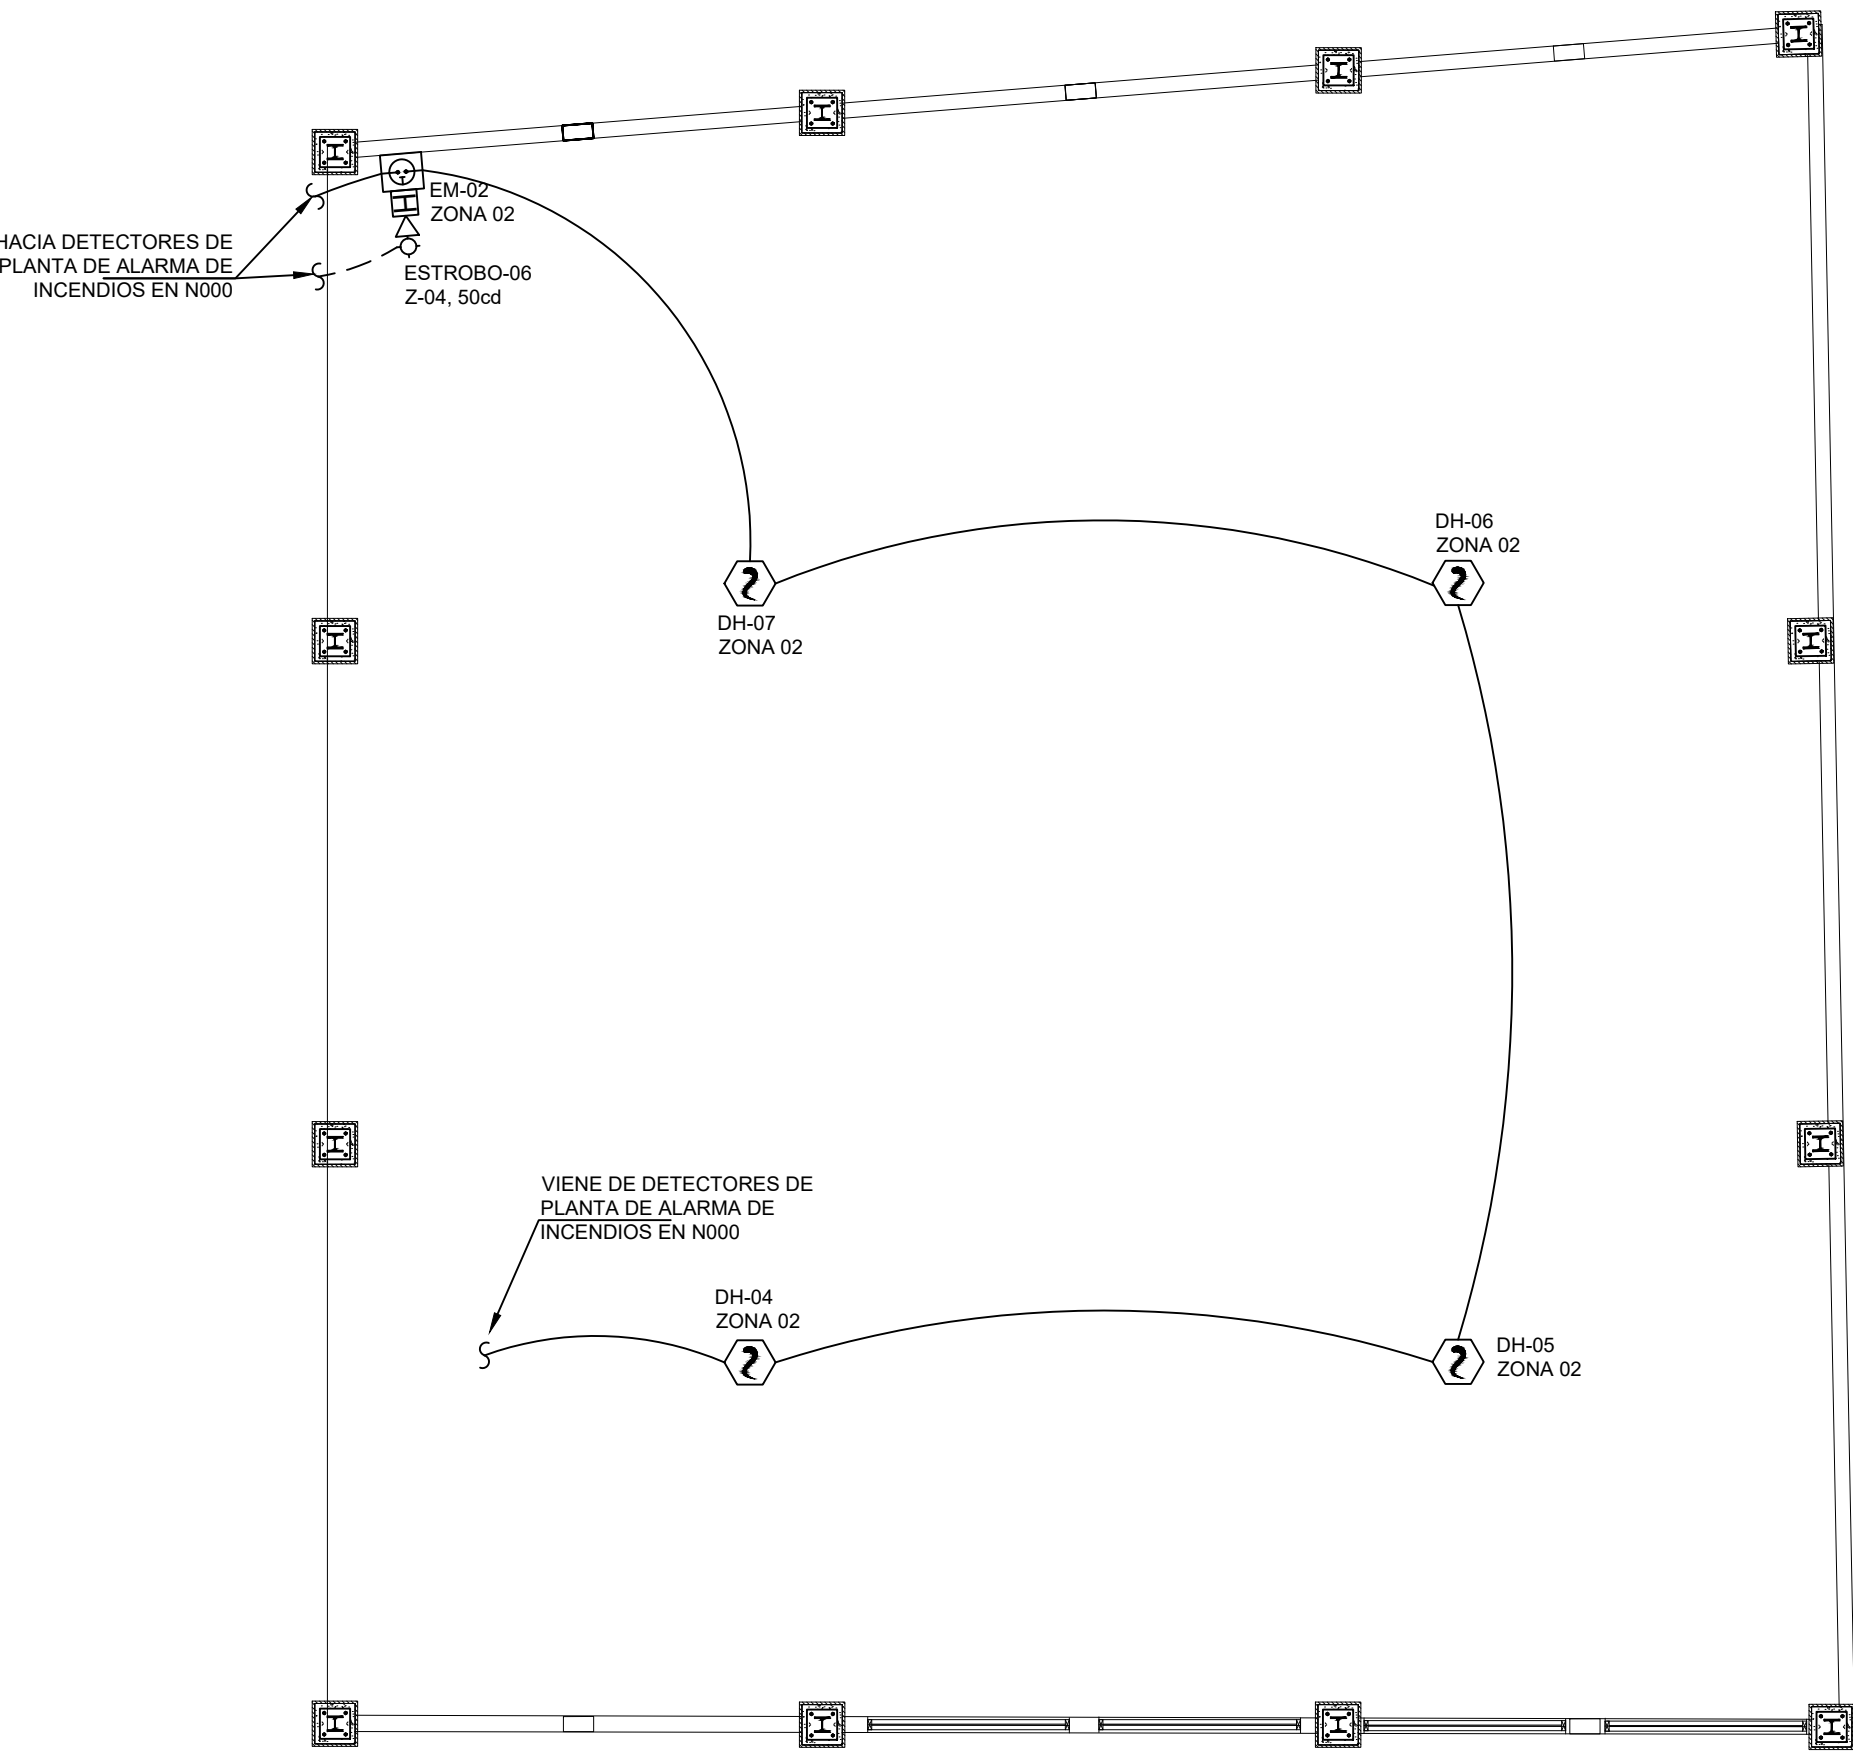 EM-02
ZONA 02
HACIA DETECTORES DE
PLANTA DE ALARMA DE
INCENDIOS EN N000
ESTROBO-06
Z-04, 50cd
DH-06
ZONA 02
DH-07
ZONA 02
VIENE DE DETECTORES DE
PLANTA DE ALARMA DE
INCENDIOS EN N000
DH-04
ZONA 02
DH-05
ZONA 02